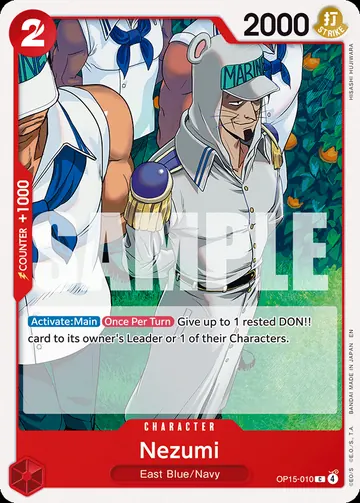 2
2000
打
STRIKE
HISASHI MUJIWARA
MARINE
COUNTER +1000
SAMPLE
Activate:Main Once Per Turn Give up to 1 rested DON!!
card to its owner's Leader or 1 of their Characters.
BANDAI MADE IN JAPAN EN
©E.O./S. ©E.O./S., T.A
CHARACTER
Nezumi
East Blue/Navy
OP15-010 C 4